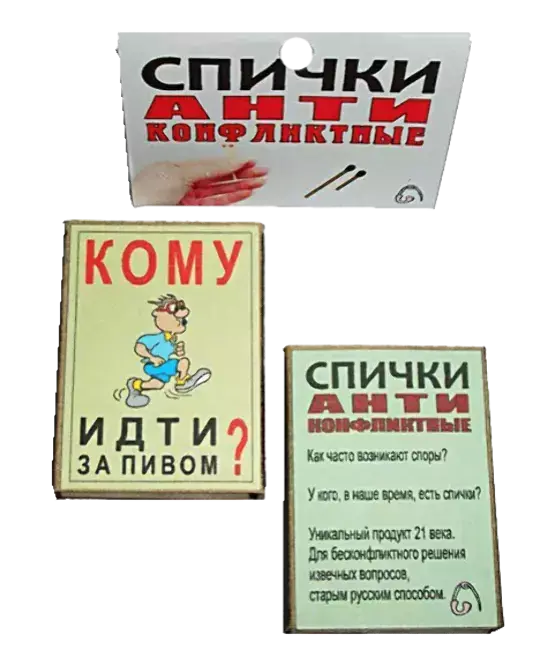 СПИЧКИ
АНТИ
КОНФЛИКТНЫЕ
КОМУ
ИДТИ
ЗА ПИВОМ ?
СПИЧКИ
АНТИ
КОНФЛИКТНЫЕ
Как часто возникают споры?
У кого, в наше время, есть спички?
Уникальный продукт 21 века.
Для бесконфликтного решения
извечных вопросов,
старым русским способом.